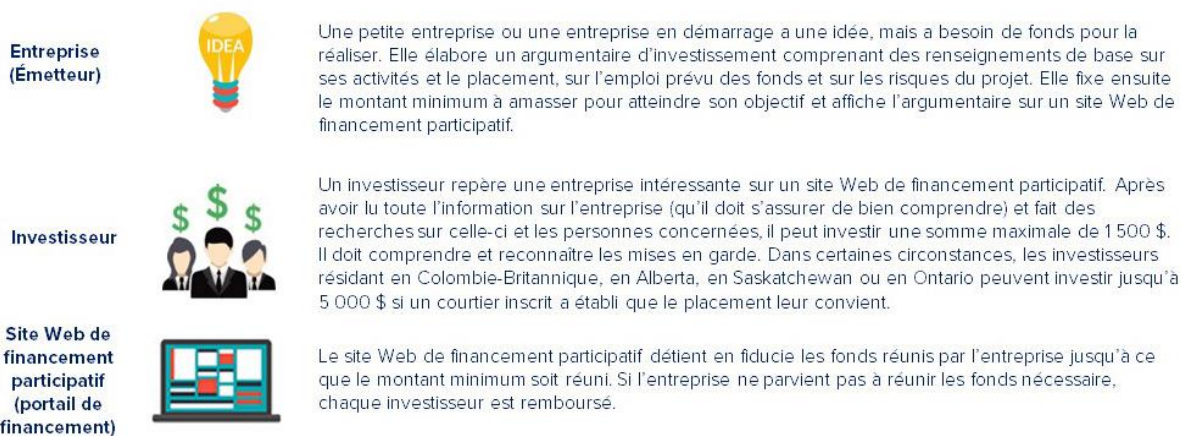 Entreprise
(Émetteur)
IDEA
Une petite entreprise ou une entreprise en démarrage a une idée, mais a besoin de fonds pour la
réaliser. Elle élabore un argumentaire d'investissement comprenant des renseignements de base sur
ses activités et le placement, sur l'emploi prévu des fonds et sur les risques du projet. Elle fixe ensuite
le montant minimum à amasser pour atteindre son objectif et affiche l'argumentaire sur un site Web de
financement participatif.
Investisseur
$ $ $
Un investisseur repère une entreprise intéressante sur un site Web de financement participatif. Après
avoir lu toute l'information sur l'entreprise (qu'il doit s'assurer de bien comprendre) et fait des
recherches sur celle-ci et les personnes concernées, il peut investir une somme maximale de 1 500 $.
Il doit comprendre et reconnaître les mises en garde. Dans certaines circonstances, les investisseurs
résidant en Colombie-Britannique, en Alberta, en Saskatchewan ou en Ontario peuvent investir jusqu'à
5 000 $ si un courtier inscrit a établi que le placement leur convient.
Site Web de
financement
participatif
(portail de
financement)
Le site Web de financement participatif détient en fiducie les fonds réunis par l'entreprise jusqu'à ce
que le montant minimum soit réuni. Si l'entreprise ne parvient pas à réunir les fonds nécessaire,
chaque investisseur est remboursé.